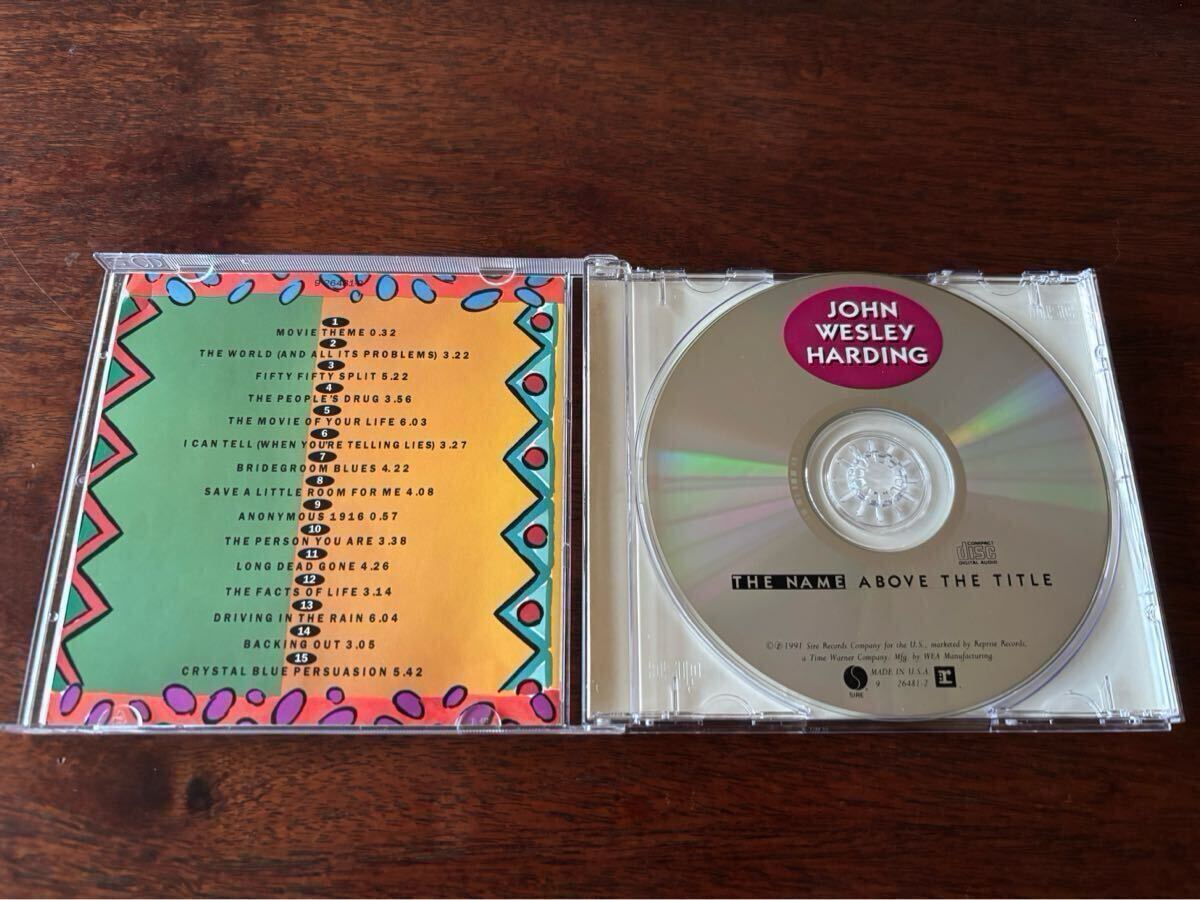 9 26481-2
1
MOVIE THEME 0.32
2
THE WORLD (AND ALL ITS PROBLEMS) 3.22
3
FIFTY FIFTY SPLIT 5.22
4
THE PEOPLE'S DRUG 3.56
5
THE MOVIE OF YOUR LIFE 6.03
6
I CAN TELL (WHEN YOU'RE TELLING LIES) 3.27
7
BRIDEGROOM BLUES 4.22
8
SAVE A LITTLE ROOM FOR ME 4.08
9
ANONYMOUS 1916 0.57
10
THE PERSON YOU ARE 3.38
11
LONG DEAD GONE 4.26
12
THE FACTS OF LIFE 3.14
13
DRIVING IN THE RAIN 6.04
14
BACKING OUT 3.05
15
CRYSTAL BLUE PERSUASION 5.42
JOHN
WESLEY
HARDING
COMPACT
disc
DIGITAL AUDIO
THE NAME ABOVE THE TITLE
©℗ 1991 Sire Records Company for the U.S., marketed by Reprise Records,
a Time Warner Company. Mfg. by WEA Manufacturing.
SIRE
MADE IN U.S.A.
9 26481-2
r